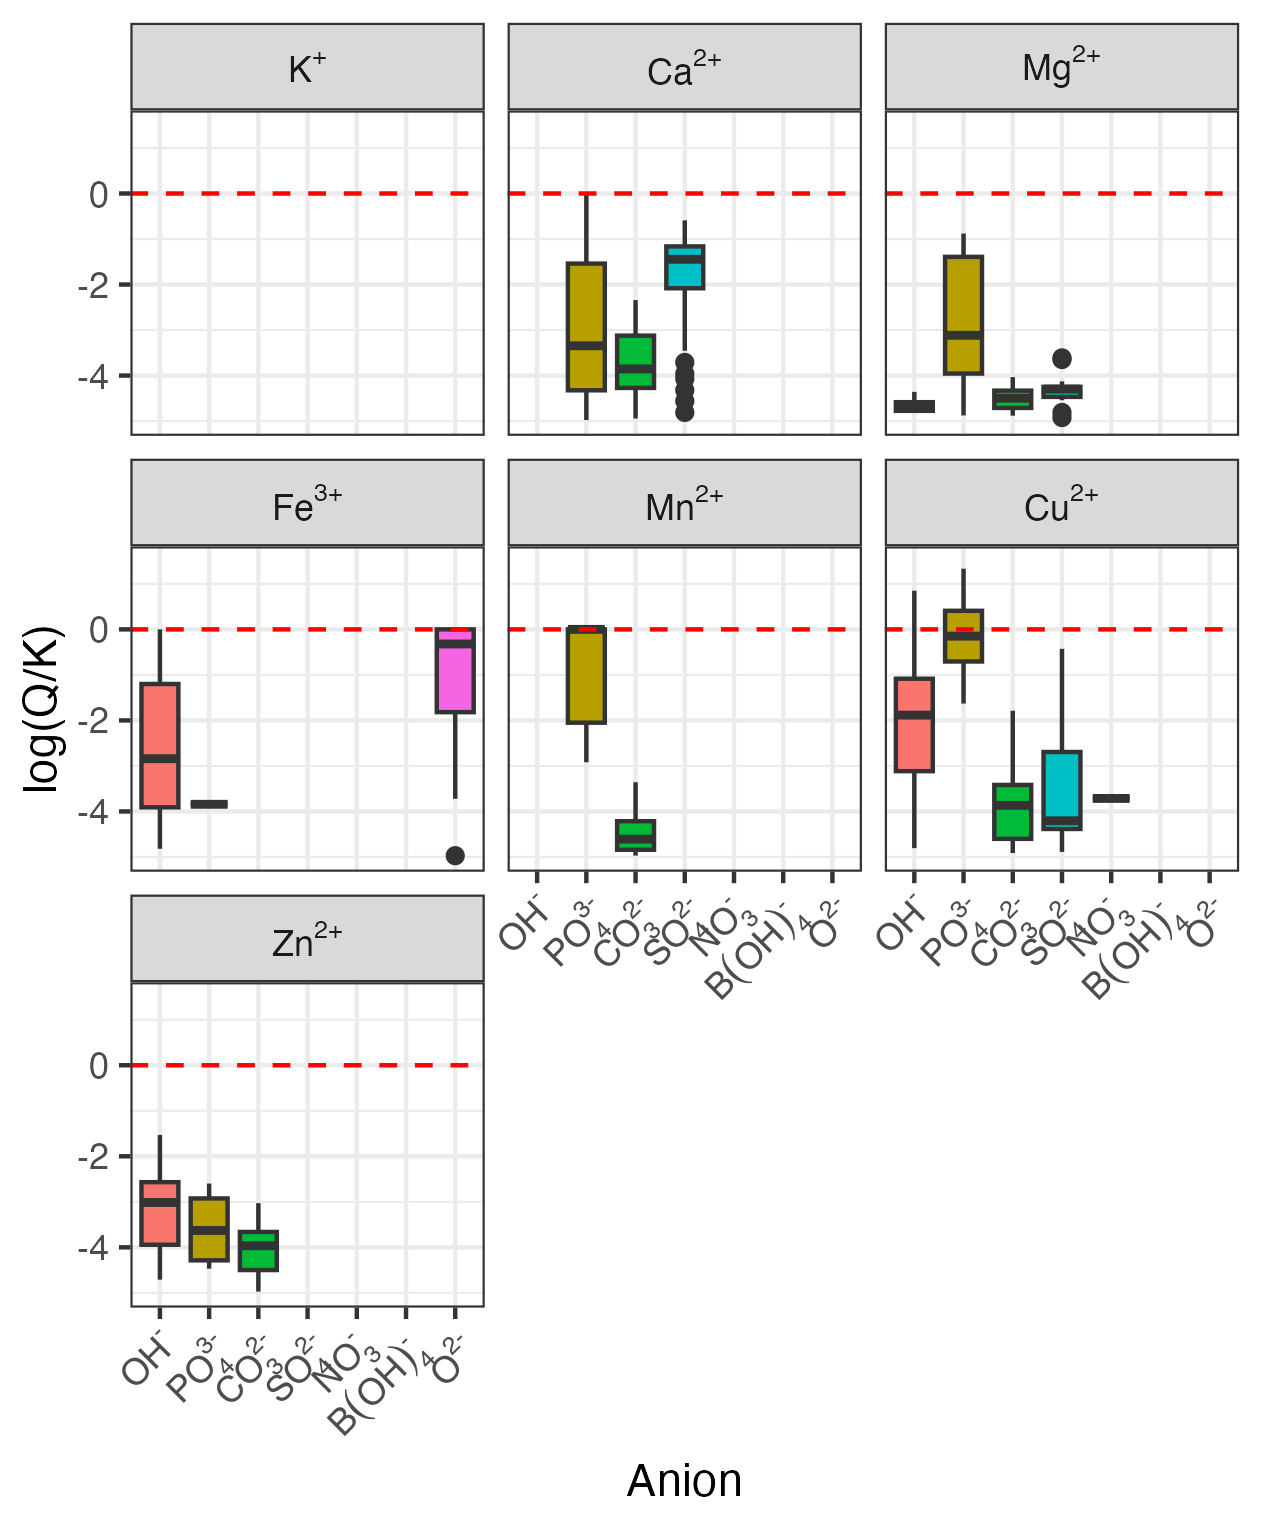 K⁺
Ca²⁺
Mg²⁺
0
-2
-4
Fe³⁺
Mn²⁺
Cu²⁺
0
-2
-4
log(Q/K)
OH⁻
PO₄³⁻
CO₃²⁻
SO₄²⁻
NO₃⁻
B(OH)₄⁻
O²⁻
OH⁻
PO₄³⁻
CO₃²⁻
SO₄²⁻
NO₃⁻
B(OH)₄⁻
O²⁻
Zn²⁺
0
-2
-4
OH⁻
PO₄³⁻
CO₃²⁻
SO₄²⁻
NO₃⁻
B(OH)₄⁻
O²⁻
Anion